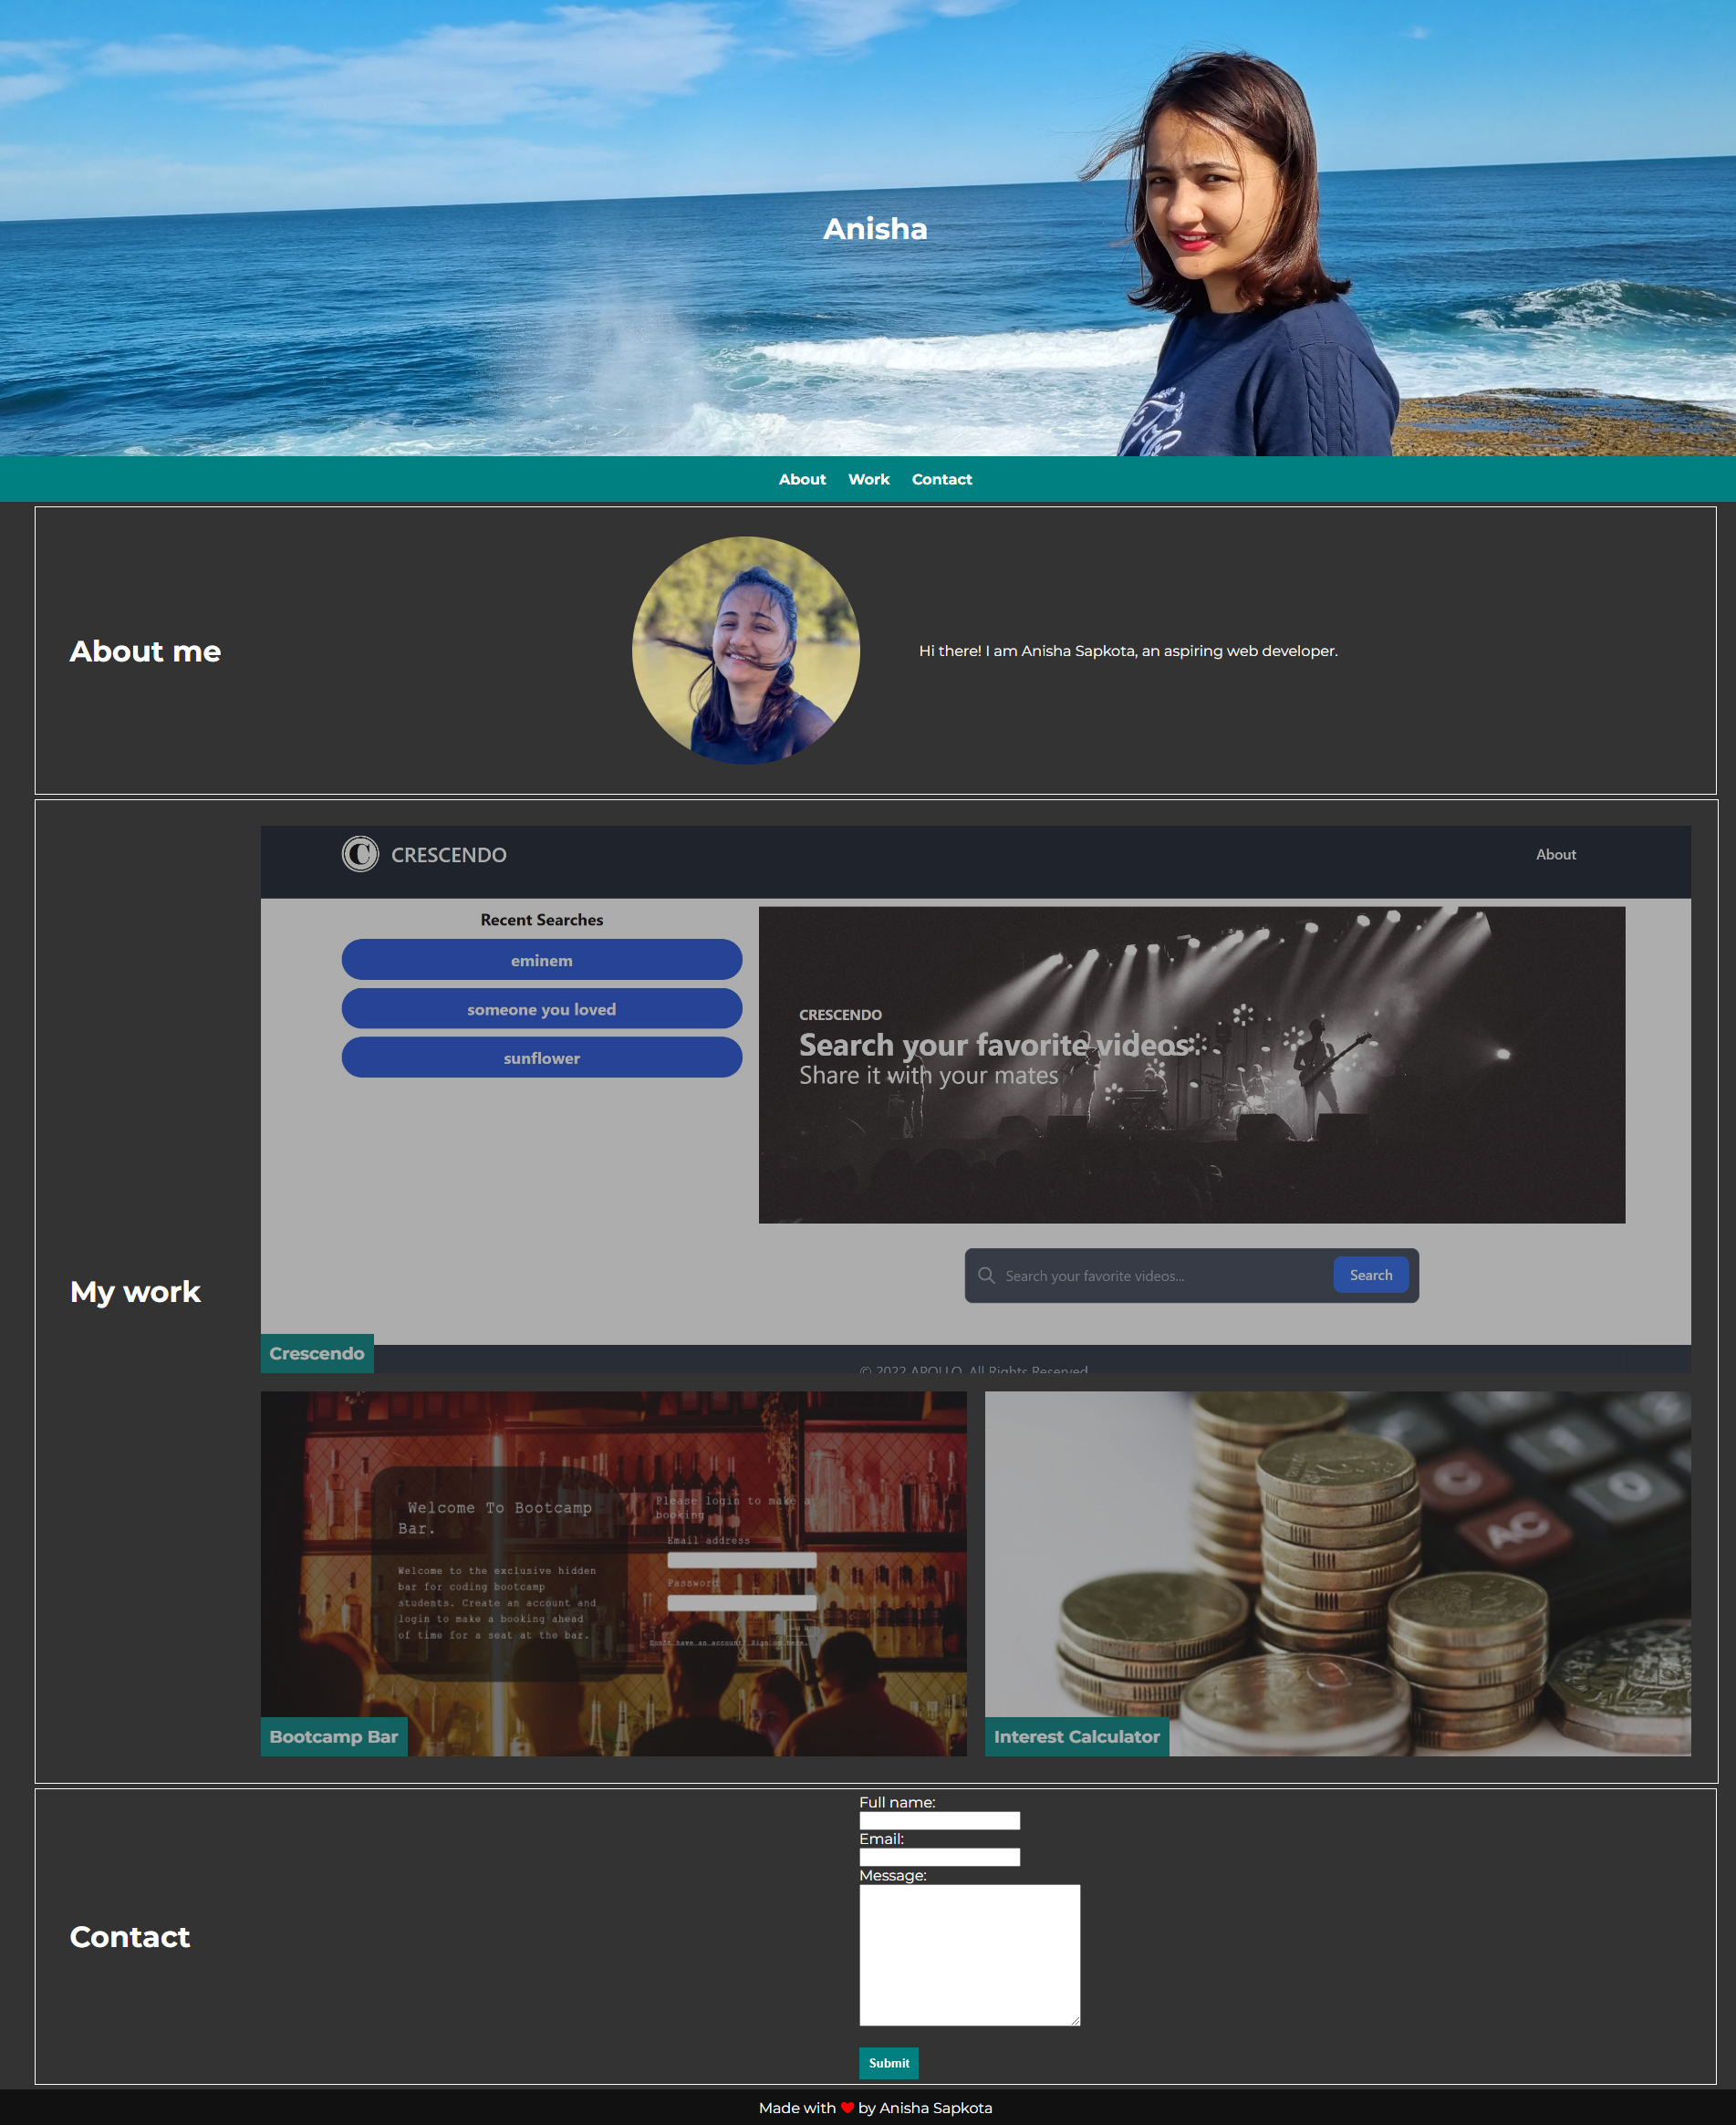 Anisha
About Work Contact
About me
Hi there! I am Anisha Sapkota, an aspiring web developer.
My work
CRESCENDO
About
Recent Searches
eminem
someone you loved
sunflower
CRESCENDO
Search your favorite videos
Share it with your mates
Search your favorite videos...
Search
© 2022 APOLLO. All Rights Reserved
Crescendo
Welcome To Bootcamp
Bar.
Welcome to the exclusive hidden
bar for coding bootcamp
students. Create an account and
login to make a booking ahead
of time for a seat at the bar.
Please login to make a
booking
Email address
Password
Don't have an account? Sign up here.
Bootcamp Bar
C
0
AC
Interest Calculator
Contact
Full name:
Email:
Message:
Submit
Made with ❤ by Anisha Sapkota